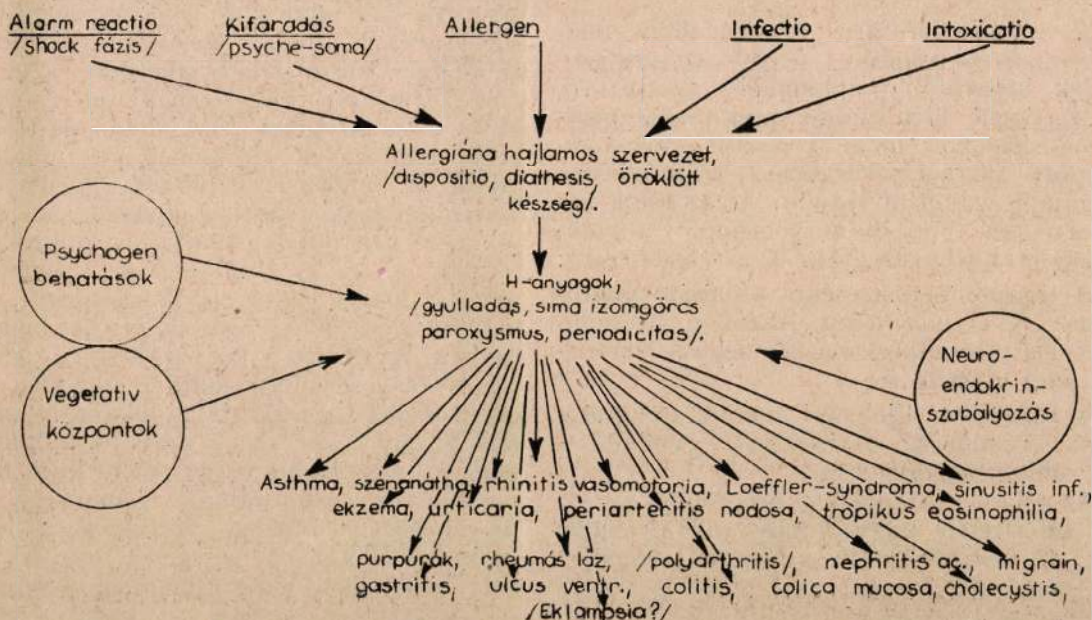 Alarm reactio
/shock fázis/
Kifáradás
/psyche-soma/
Allergen
Infectio
Intoxicatio
Allergiára hajlamos szervezet,
/dispositio, diathesis, öröklött
készség/.
Psychogen
behatások
H-anyagok,
/gyulladás, sima izomgörcs
paroxysmus, periodicitas/.
Vegetativ
központok
Neuro-
endokrin-
szabályozás
Asthma, szénanátha, rhinitis vasomotoria, Loeffler-syndroma, sinusitis inf.,
ekzema, urticaria, periarteritis nodosa, tropikus eosinophilia,
purpurák, rheumás láz, /polyarthritis/, nephritis ac., migrain,
gastritis, ulcus ventr., colitis, colica mucosa, cholecystis,
/Eklampsia?/